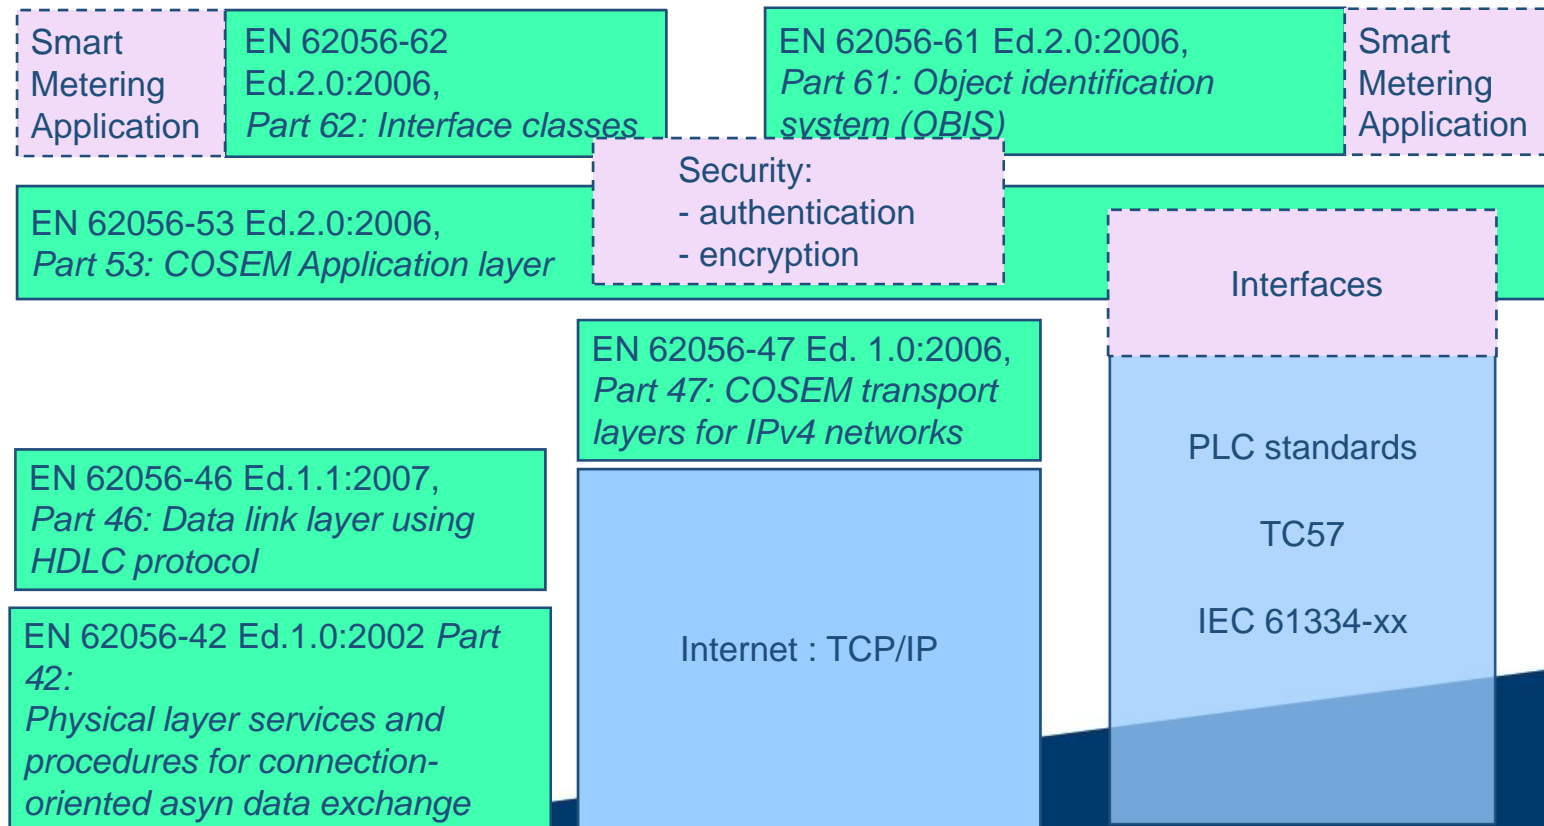 Smart
Metering
Application
EN 62056-62
Ed.2.0:2006,
Part 62: Interface classes
EN 62056-61 Ed.2.0:2006,
Part 61: Object identification
system (OBIS)
Smart
Metering
Application
Security:
- authentication
- encryption
EN 62056-53 Ed.2.0:2006,
Part 53: COSEM Application layer
Interfaces
EN 62056-47 Ed. 1.0:2006,
Part 47: COSEM transport
layers for IPv4 networks
PLC standards
TC57
IEC 61334-xx
EN 62056-46 Ed.1.1:2007,
Part 46: Data link layer using
HDLC protocol
Internet : TCP/IP
EN 62056-42 Ed.1.0:2002 Part
42:
Physical layer services and
procedures for connection-
oriented asyn data exchange